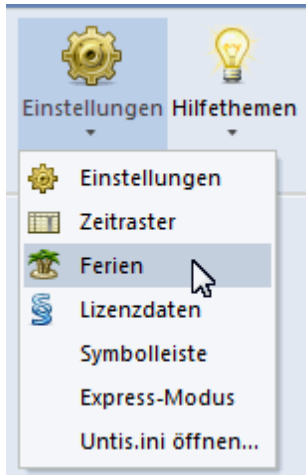 Einstellungen Hilfethemen
Einstellungen
Zeitraster
Ferien
Lizenzdaten
Symbolleiste
Express-Modus
Untis.ini öffnen...